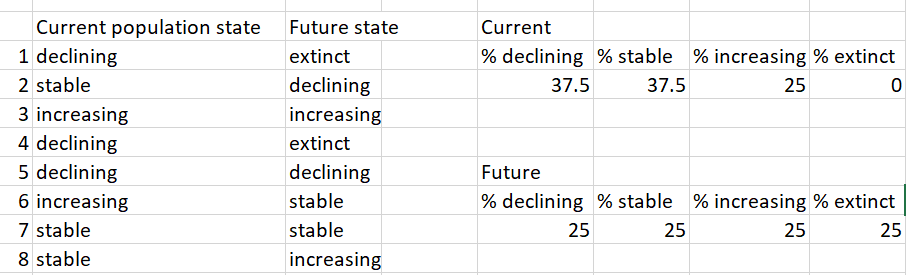 Current population state Future state Current
1 declining extinct % declining % stable % increasing % extinct
2 stable declining 37.5 37.5 25 0
3 increasing increasing
4 declining extinct
5 declining declining Future
6 increasing stable % declining % stable % increasing % extinct
7 stable stable 25 25 25 25
8 stable increasing